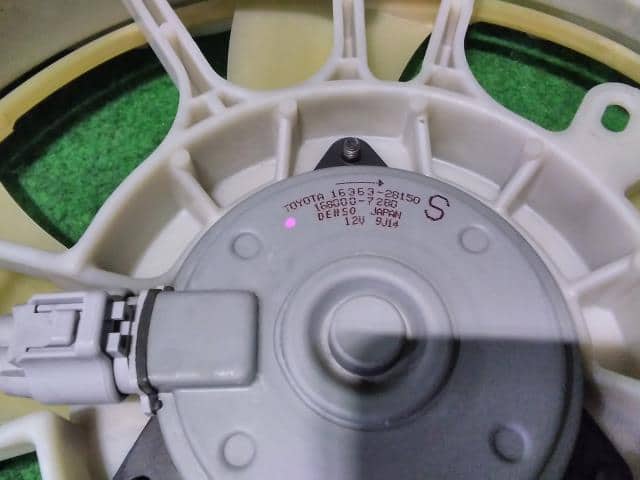 TOYOTA 16363-28150
168000-7280
DENSO JAPAN
12V 9J14
S